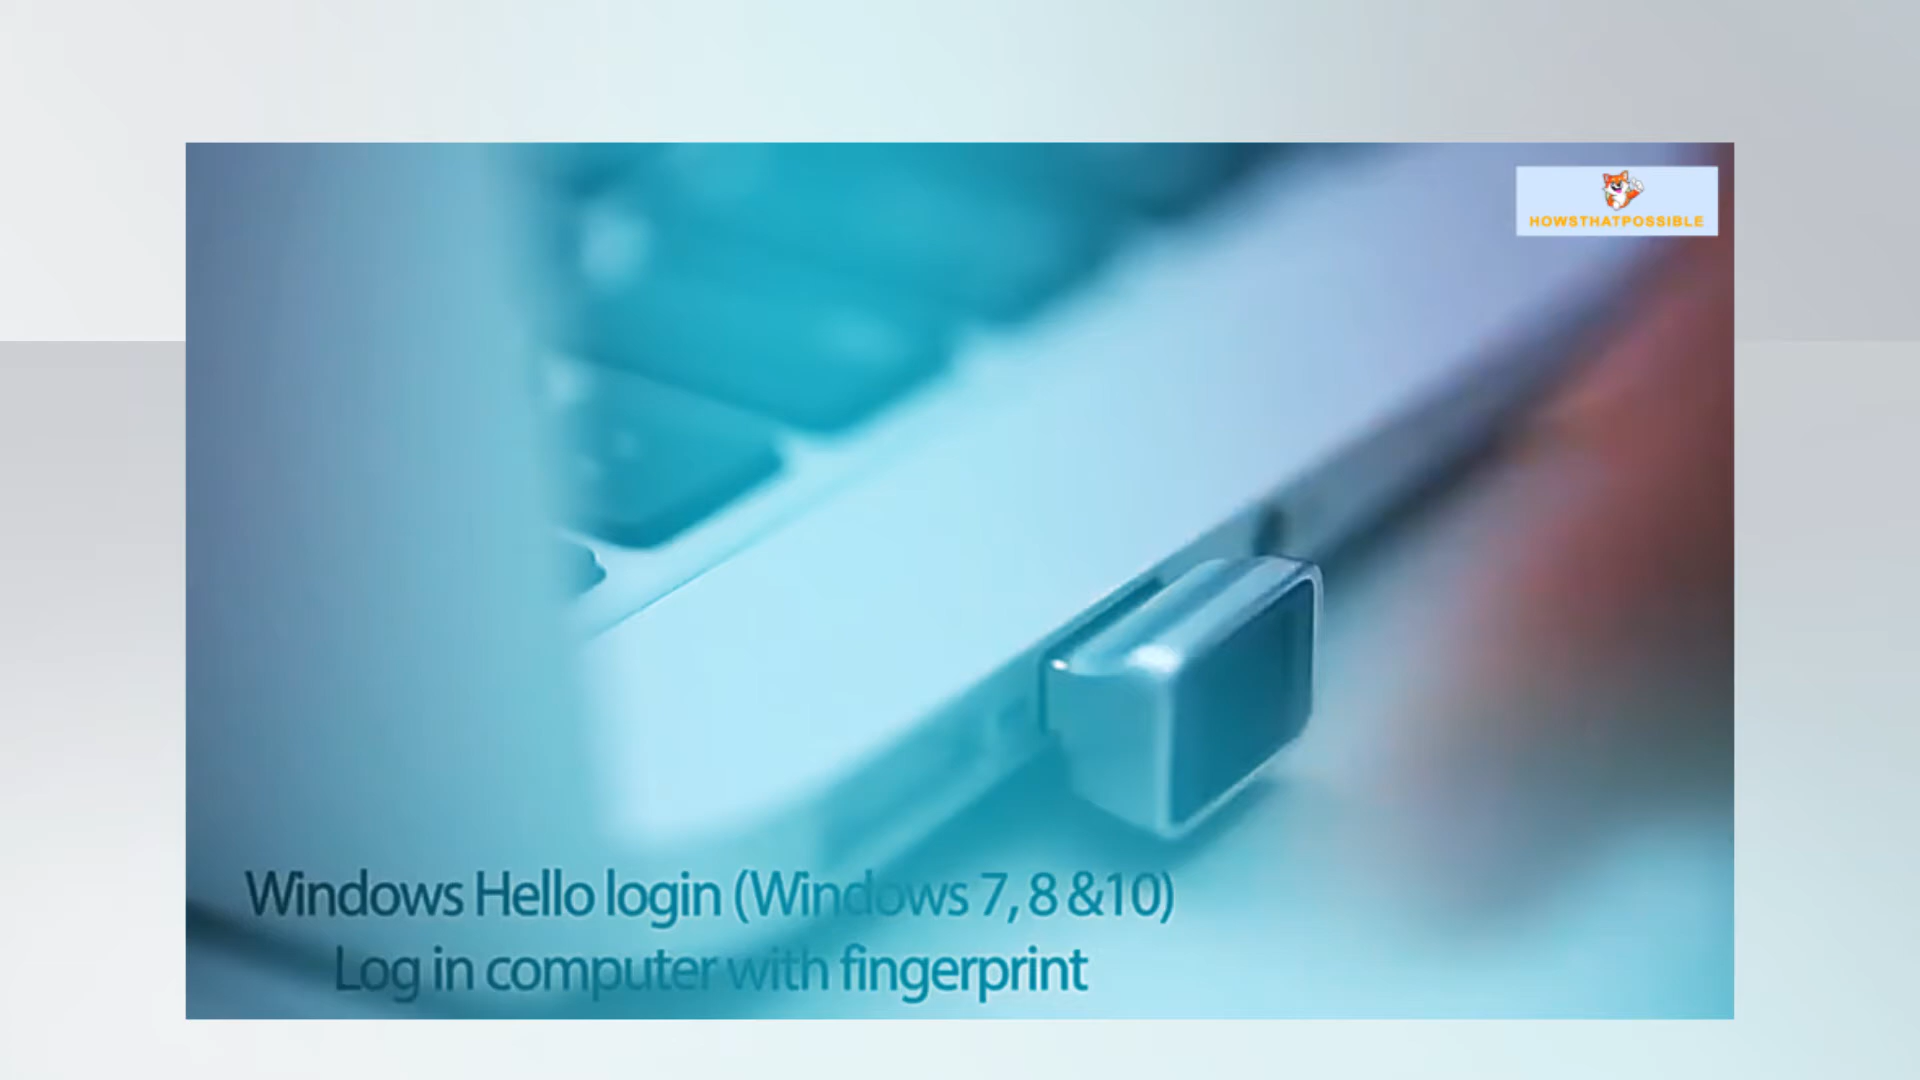 HOWSTHATPOSSIBLE
Windows Hello login (Windows 7, 8 &10)
Log in computer with fingerprint